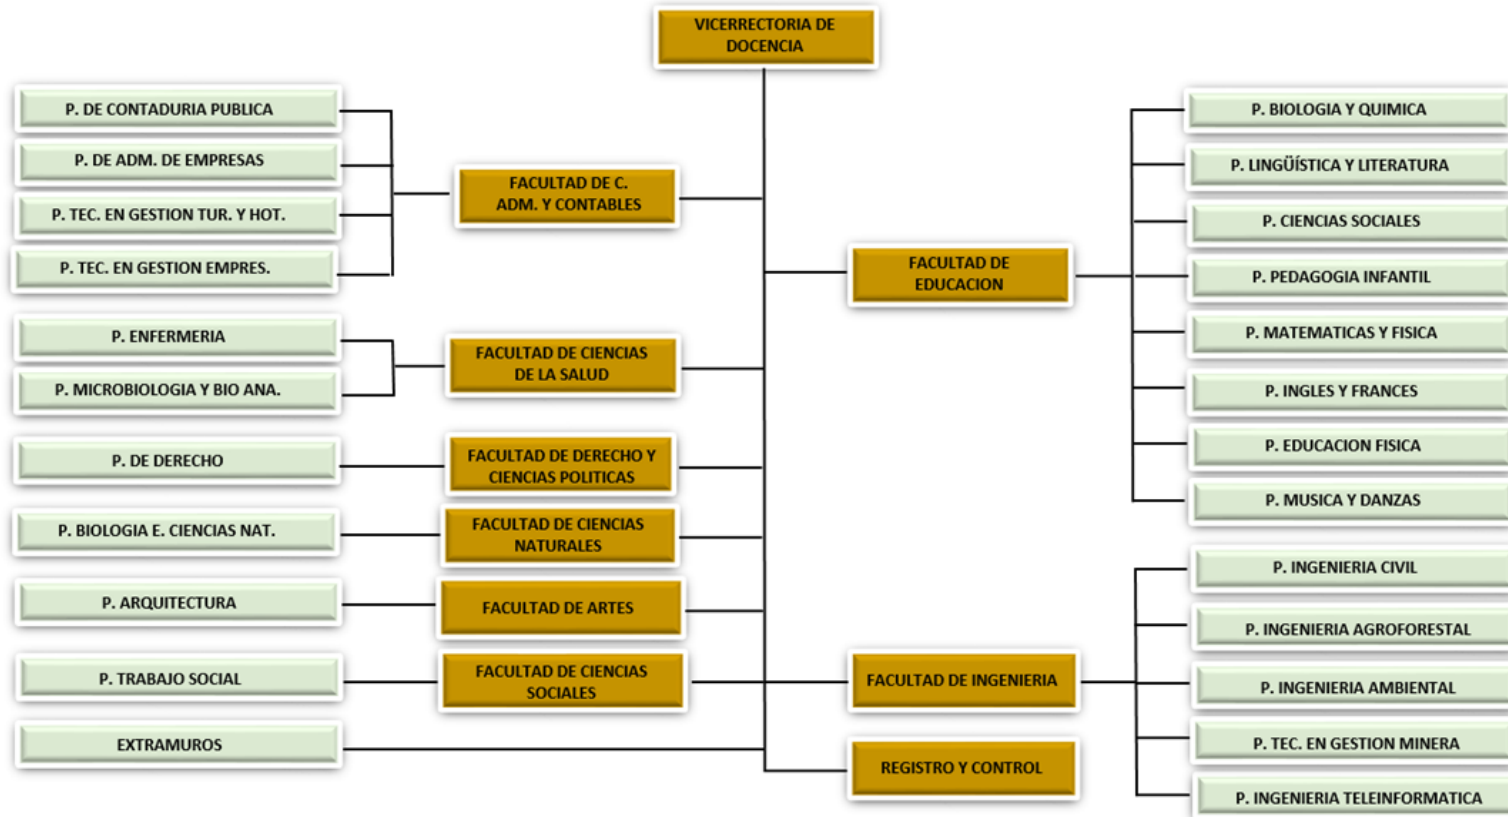 VICERRECTORIA DE
DOCENCIA
P. DE CONTADURIA PUBLICA
P. DE ADM. DE EMPRESAS
P. TEC. EN GESTION TUR. Y HOT.
P. TEC. EN GESTION EMPRES.
FACULTAD DE C.
ADM. Y CONTABLES
P. ENFERMERIA
P. MICROBIOLOGIA Y BIO ANA.
FACULTAD DE CIENCIAS
DE LA SALUD
P. DE DERECHO
FACULTAD DE DERECHO Y
CIENCIAS POLITICAS
P. BIOLOGIA E. CIENCIAS NAT.
FACULTAD DE CIENCIAS
NATURALES
P. ARQUITECTURA
FACULTAD DE ARTES
P. TRABAJO SOCIAL
FACULTAD DE CIENCIAS
SOCIALES
EXTRAMUROS
FACULTAD DE
EDUCACION
P. BIOLOGIA Y QUIMICA
P. LINGÜÍSTICA Y LITERATURA
P. CIENCIAS SOCIALES
P. PEDAGOGIA INFANTIL
P. MATEMATICAS Y FISICA
P. INGLES Y FRANCES
P. EDUCACION FISICA
P. MUSICA Y DANZAS
FACULTAD DE INGENIERIA
P. INGENIERIA CIVIL
P. INGENIERIA AGROFORESTAL
P. INGENIERIA AMBIENTAL
P. TEC. EN GESTION MINERA
P. INGENIERIA TELEINFORMATICA
REGISTRO Y CONTROL